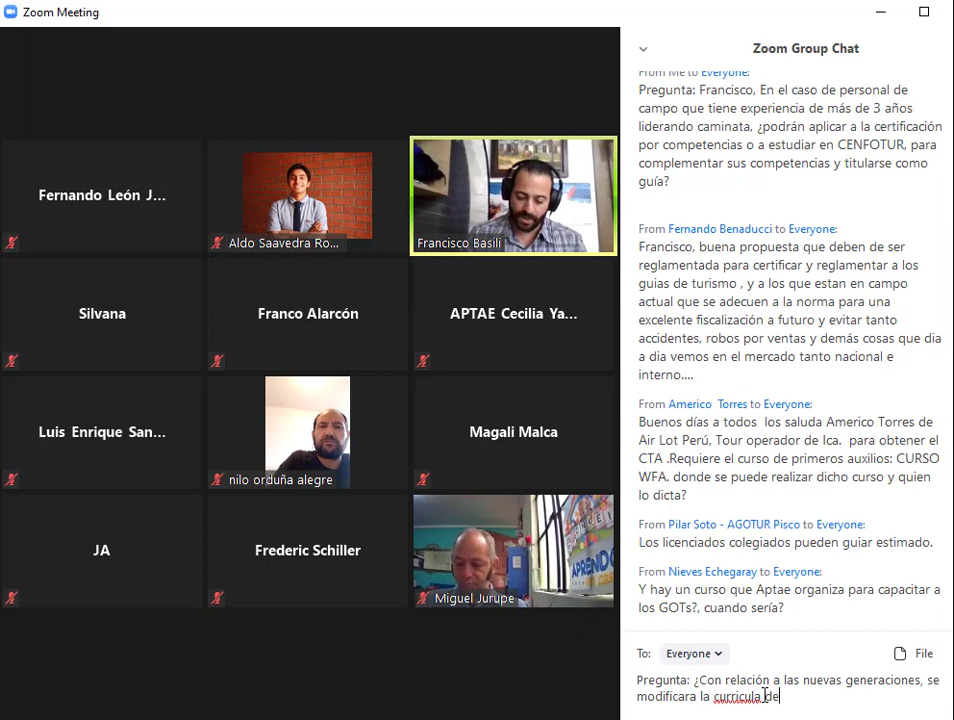 Zoom Meeting
Fernando León J...
Aldo Saavedra Ro...
Francisco Basili
Silvana
Franco Alarcón
APTAE Cecilia Ya...
Luis Enrique San...
nilo orduña alegre
Magali Malca
JA
Frederic Schiller
Miguel Jurupe
Zoom Group Chat
From Me to Everyone:
Pregunta: Francisco, En el caso de personal de
campo que tiene experiencia de más de 3 años
liderando caminata, ¿podrán aplicar a la certificación
por competencias o a estudiar en CENFOTUR, para
complementar sus competencias y titularse como
guía?
From Fernando Benaducci to Everyone:
Francisco, buena propuesta que deben de ser
reglamentada para certificar y reglamentar a los
guias de turismo , y a los que estan en campo
actual que se adecuen a la norma para una
excelente fiscalización a futuro y evitar tanto
accidentes, robos por ventas y demás cosas que dia
a dia vemos en el mercado tanto nacional e
interno....
From Americo Torres to Everyone:
Buenos días a todos los saluda Americo Torres de
Air Lot Perú, Tour operador de Ica. para obtener el
CTA .Requiere el curso de primeros auxilios: CURSO
WFA. donde se puede realizar dicho curso y quien
lo dicta?
From Pilar Soto - AGOTUR Pisco to Everyone:
Los licenciados colegiados pueden guiar estimado.
From Nieves Echegaray to Everyone:
Y hay un curso que Aptae organiza para capacitar a
los GOTs?, cuando sería?
To: Everyone File
Pregunta: ¿Con relación a las nuevas generaciones, se
modificara la curricula de